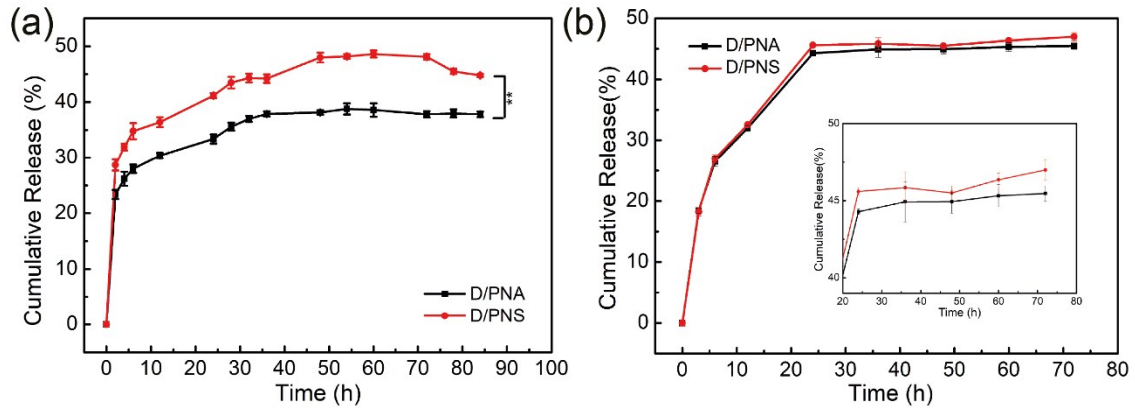 (a)
Cumulative Release (%)
50
40
30
20
10
0
**
D/PNA
D/PNS
0 10 20 30 40 50 60 70 80 90 100
Time (h)
(b)
Cumulative Release(%)
50
40
30
20
10
0
D/PNA
D/PNS
Cumulative Release(%)
50
45
40
20 30 40 50 60 70 80
Time (h)
0 10 20 30 40 50 60 70 80
Time (h)